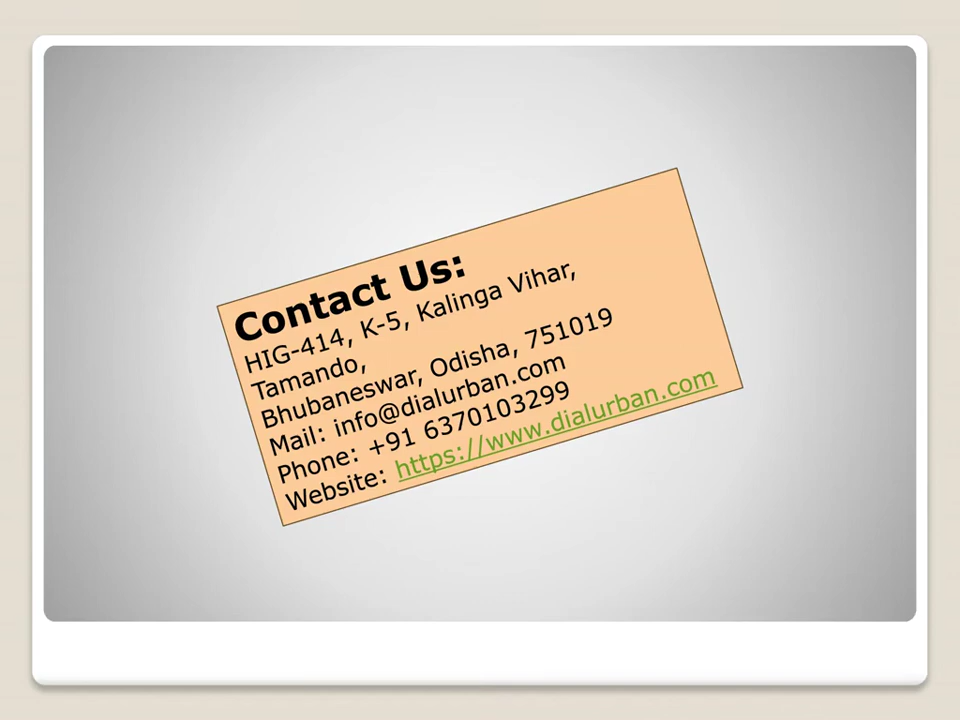 Contact Us:
HIG-414, K-5, Kalinga Vihar,
Tamando,
Bhubaneswar, Odisha, 751019
Mail: info@dialurban.com
Phone: +91 6370103299
Website: https://www.dialurban.com